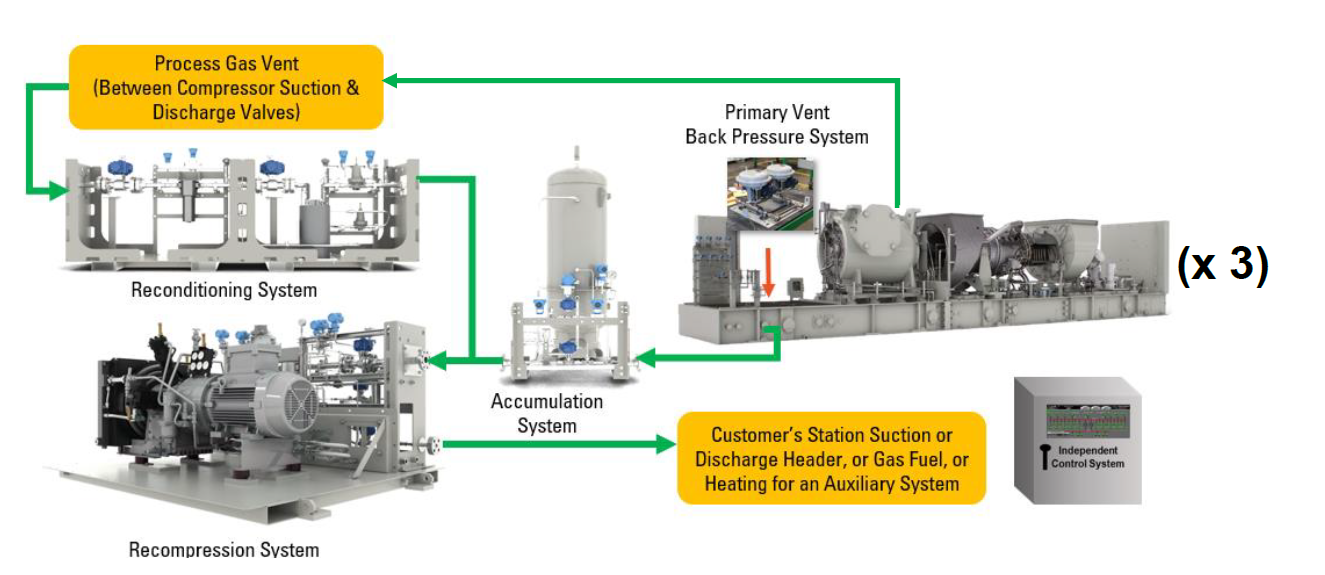 Process Gas Vent
(Between Compressor Suction &
Discharge Valves)
Primary Vent
Back Pressure System
(x 3)
Reconditioning System
Accumulation
System
Customer's Station Suction or
Discharge Header, or Gas Fuel, or
Heating for an Auxiliary System
Independent
Control System
Recompression System